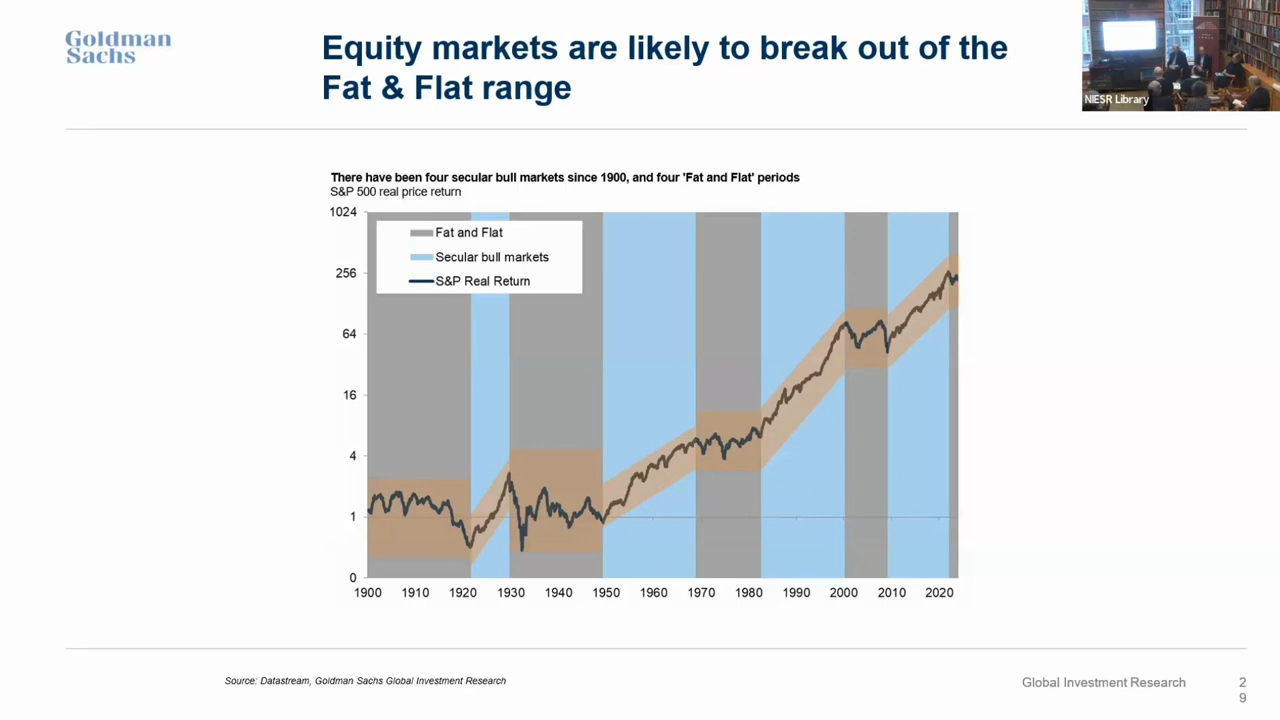 Goldman
Sachs
Equity markets are likely to break out of the
Fat & Flat range
NIESR Library
There have been four secular bull markets since 1900, and four 'Fat and Flat' periods
S&P 500 real price return
1024
256
64
16
4
1
0
Fat and Flat
Secular bull markets
S&P Real Return
1900 1910 1920 1930 1940 1950 1960 1970 1980 1990 2000 2010 2020
Source: Datastream, Goldman Sachs Global Investment Research
Global Investment Research
2
9